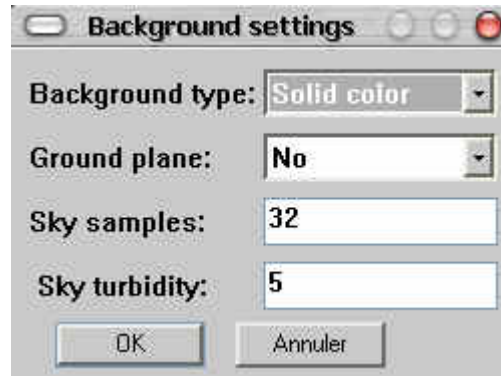 Background settings
Background type: Solid color
Ground plane: No
Sky samples: 32
Sky turbidity: 5
OK Annuler